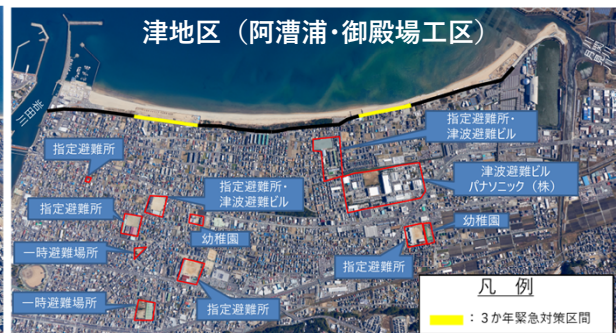 津地区（阿漕浦・御殿場工区）
岩田川
指定避難所・
津波避難ビル
指定避難所
指定避難所・
津波避難ビル
津波避難ビル
パナソニック（株）
指定避難所
幼稚園
幼稚園
一時避難場所
指定避難所
一時避難場所
指定避難所
凡　例
：３か年緊急対策区間